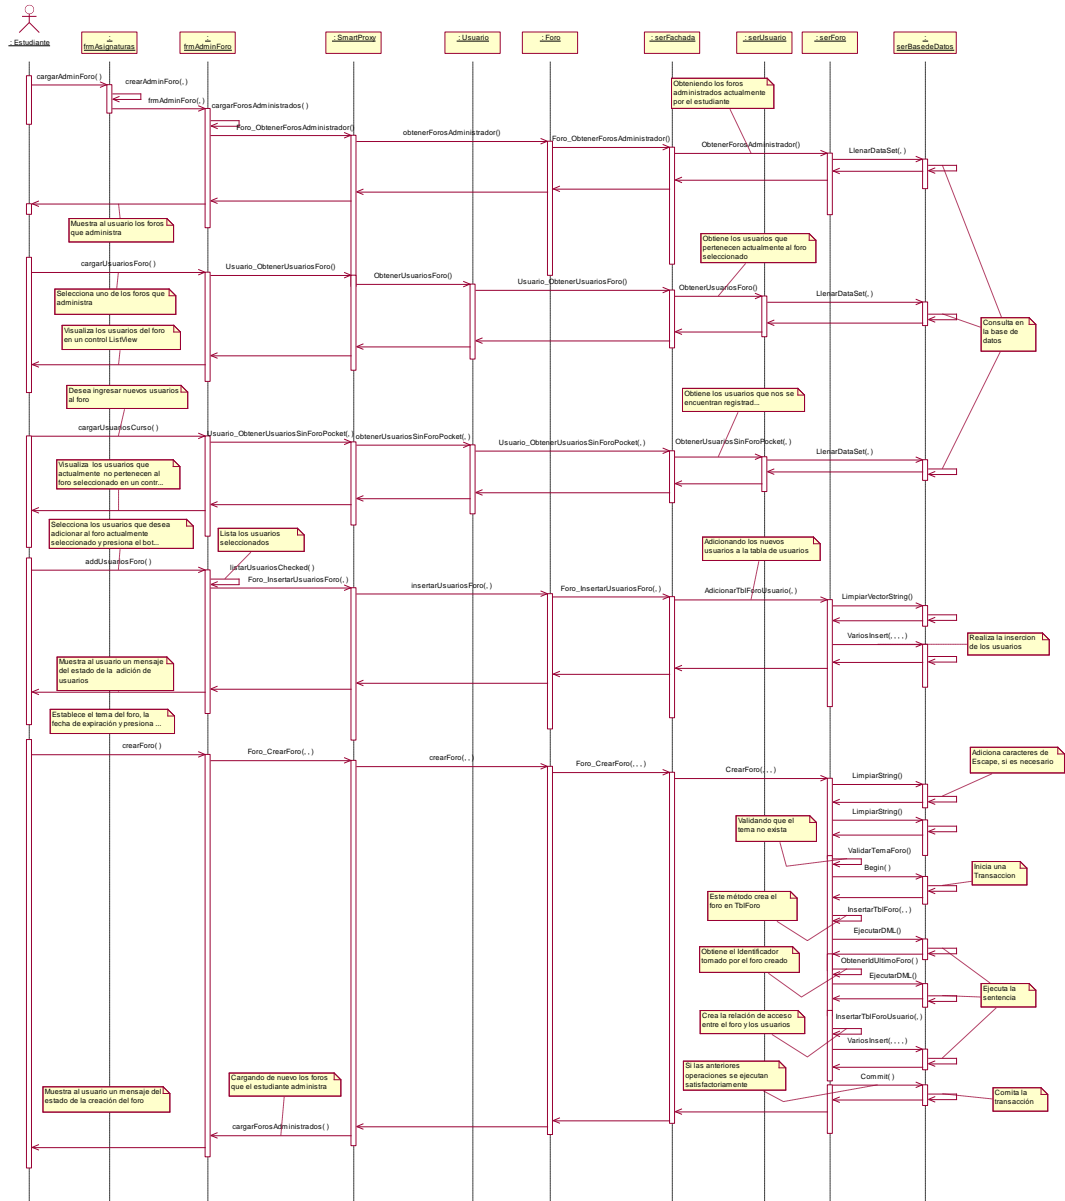 : Estudiante
:
frmAsignaturas
:
frmAdminForo
: SmartProxy
: Usuario
: Foro
: serFachada
: serUsuario
: serForo
:
serBasedeDatos
cargarAdminForo( )
crearAdminForo(, )
frmAdminForo(, )
cargarForosAdministrados( )
Foro_ObtenerForosAdministrador()
obtenerForosAdministrador()
Foro_ObtenerForosAdministrador()
Obteniendo los foros
administrados actualmente
por el estudiante
ObtenerForosAdministrador()
LlenarDataSet(, )
Muestra al usuario los foros
que administra
Obtiene los usuarios que
pertenecen actualmente al foro
seleccionado
cargarUsuariosForo( )
Usuario_ObtenerUsuariosForo()
ObtenerUsuariosForo()
Usuario_ObtenerUsuariosForo()
ObtenerUsuariosForo()
LlenarDataSet(, )
Selecciona uno de los foros que
administra
Visualiza los usuarios del foro
en un control ListView
Consulta en
la base de
datos
Desea ingresar nuevos usuarios
al foro
Obtiene los usuarios que nos se
encuentran registrad...
cargarUsuariosCurso( )
Usuario_ObtenerUsuariosSinForoPocket(, )
obtenerUsuariosSinForoPocket(, )
Usuario_ObtenerUsuariosSinForoPocket(, )
ObtenerUsuariosSinForoPocket(, )
LlenarDataSet(, )
Visualiza los usuarios que
actualmente no pertenecen al
foro seleccionado en un contr...
Selecciona los usuarios que desea
adicionar al foro actualmente
seleccionado y presiona el bot...
Lista los usuarios
seleccionados
Adicionando los nuevos
usuarios a la tabla de usuarios
addUsuariosForo( )
listarUsuariosChecked( )
Foro_InsertarUsuariosForo(, )
insertarUsuariosForo(, )
Foro_InsertarUsuariosForo(, )
AdicionarTblForoUsuario(, )
LimpiarVectorString()
VariosInsert(, , , , )
Realiza la insercion
de los usuarios
Muestra al usuario un mensaje
del estado de la adición de
usuarios
Establece el tema del foro, la
fecha de expiración y presiona ...
crearForo( )
Foro_CrearForo(, , )
crearForo(, , )
Foro_CrearForo(, , , )
CrearForo(, , , )
Adiciona caracteres de
Escape, si es necesario
LimpiarString()
Validando que el
tema no exista
LimpiarString()
ValidarTemaForo()
Begin( )
Inicia una
Transaccion
Este método crea el
foro en TblForo
InsertarTblForo(, , )
EjecutarDML()
Obtiene el Identificador
tomado por el foro creado
ObtenerIdUltimoForo( )
EjecutarDML()
Ejecuta la
sentencia
Crea la relación de acceso
entre el foro y los usuarios
InsertarTblForoUsuario(, )
VariosInsert(, , , , )
Si las anteriores
operaciones se ejecutan
satisfactoriamente
Commit( )
Comita la
transacción
Cargando de nuevo los foros
que el estudiante administra
Muestra al usuario un mensaje del
estado de la creación del foro
cargarForosAdministrados( )